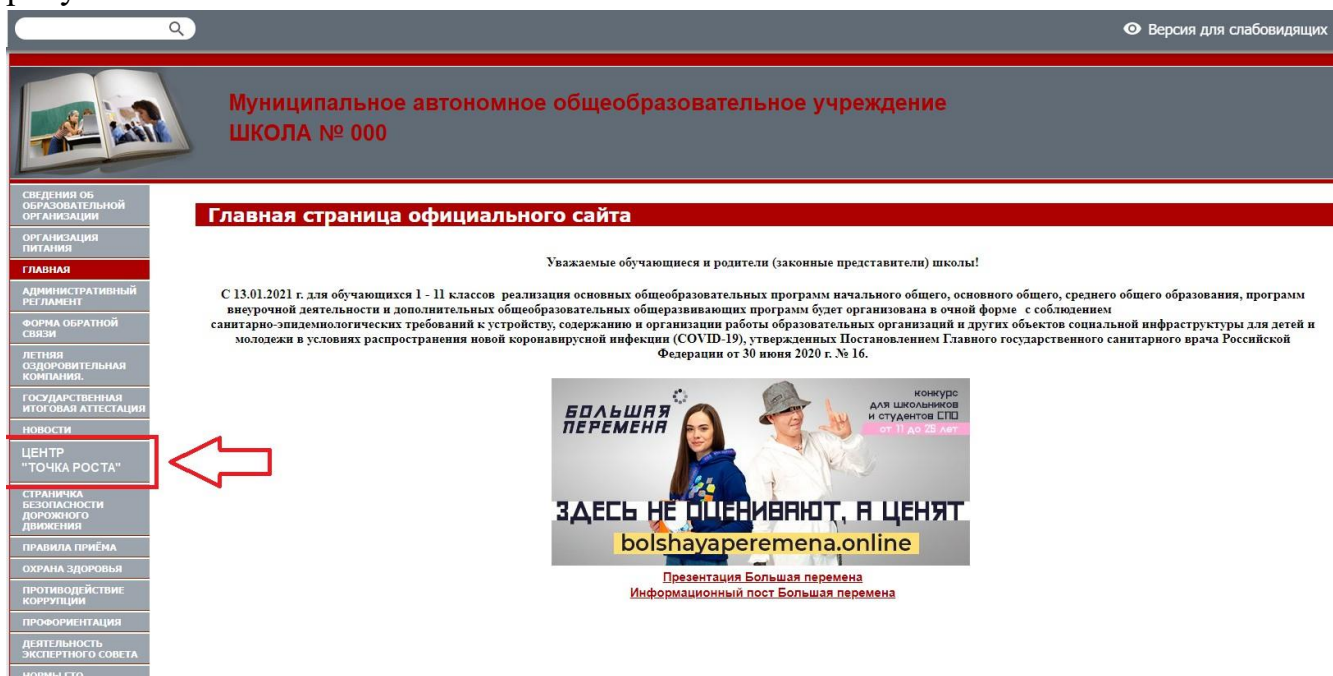 Версия для слабовидящих
Муниципальное автономное общеобразовательное учреждение
ШКОЛА № 000
СВЕДЕНИЯ ОБ
ОБРАЗОВАТЕЛЬНОЙ
ОРГАНИЗАЦИИ
ОРГАНИЗАЦИЯ
ПИТАНИЯ
ГЛАВНАЯ
АДМИНИСТРАТИВНЫЙ
РЕГЛАМЕНТ
ФОРМА ОБРАТНОЙ
СВЯЗИ
ЛЕТНЯЯ
ОЗДОРОВИТЕЛЬНАЯ
КОМПАНИЯ.
ГОСУДАРСТВЕННАЯ
ИТОГОВАЯ АТТЕСТАЦИЯ
НОВОСТИ
ЦЕНТР
"ТОЧКА РОСТА"
СТРАНИЧКА
БЕЗОПАСНОСТИ
ДОРОЖНОГО
ДВИЖЕНИЯ
ПРАВИЛА ПРИЁМА
ОХРАНА ЗДОРОВЬЯ
ПРОТИВОДЕЙСТВИЕ
КОРРУПЦИИ
ПРОФОРИЕНТАЦИЯ
ДЕЯТЕЛЬНОСТЬ
ЭКСПЕРТНОГО СОВЕТА
Главная страница официального сайта
Уважаемые обучающиеся и родители (законные представители) школы!
С 13.01.2021 г. для обучающихся 1 - 11 классов реализация основных общеобразовательных программ начального общего, основного общего, среднего общего образования, программ
внеурочной деятельности и дополнительных общеобразовательных общеразвивающих программ будет организована в очной форме с соблюдением
санитарно-эпидемиологических требований к устройству, содержанию и организации работы образовательных организаций и других объектов социальной инфраструктуры для детей и
молодежи в условиях распространения новой коронавирусной инфекции (COVID-19), утвержденных Постановлением Главного государственного санитарного врача Российской
Федерации от 30 июня 2020 г. № 16.
БОЛЬШАЯ
ПЕРЕМЕНА
конкурс
для школьников
и студентов СПО
от 11 до 25 лет
ЗДЕСЬ НЕ ОЦЕНИВАЮТ, А ЦЕНЯТ
bolshayaperemena.online
Презентация Большая перемена
Информационный пост Большая перемена